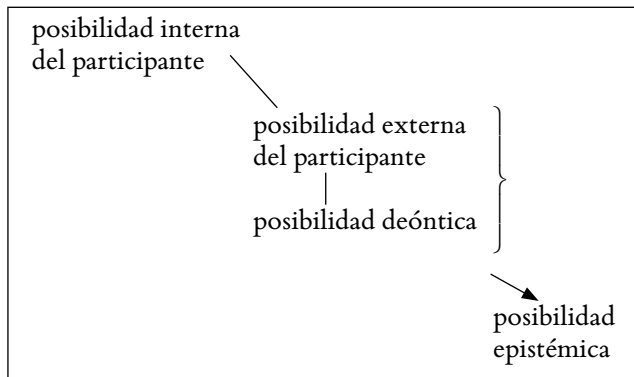 posibilidad interna
del participante
posibilidad externa
del participante
posibilidad deóntica
posibilidad
epistémica